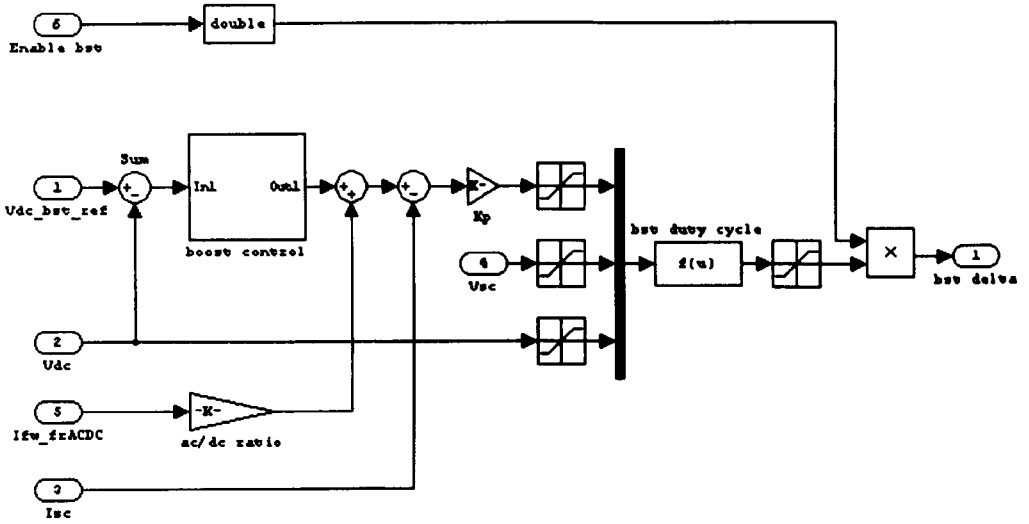 6
double
Enable bst
Sum
1
+
-
In1
Out1
+
+
+
-
K-
Vdc_bst_ref
boost control
Kp
bst duty cycle
4
f(u)
×
1
Vsc
bst delta
2
Vdc
5
-K-
Ifw_frACDC
ac/dc ratio
3
Isc